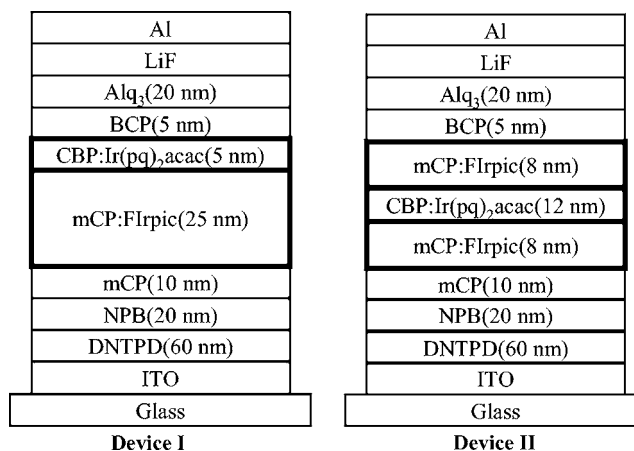 Al
LiF
Alq3(20 nm)
BCP(5 nm)
CBP:Ir(pq)2acac(5 nm)
mCP:FIrpic(25 nm)
mCP(10 nm)
NPB(20 nm)
DNTPD(60 nm)
ITO
Glass
Device I
Al
LiF
Alq3(20 nm)
BCP(5 nm)
mCP:FIrpic(8 nm)
CBP:Ir(pq)2acac(12 nm)
mCP:FIrpic(8 nm)
mCP(10 nm)
NPB(20 nm)
DNTPD(60 nm)
ITO
Glass
Device II